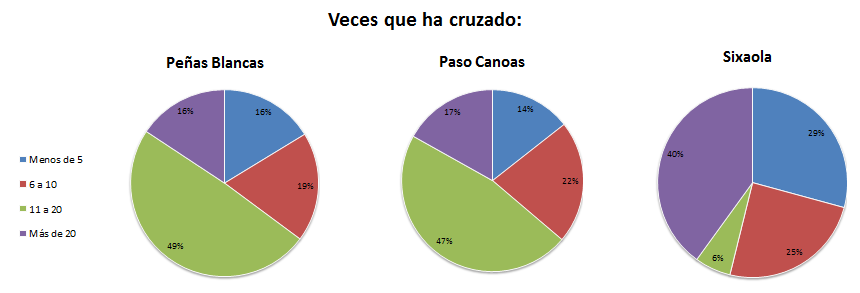 Veces que ha cruzado:
Peñas Blancas
16%
16%
19%
49%
Paso Canoas
17%
14%
22%
47%
Sixaola
29%
40%
6%
25%
Menos de 5
6 a 10
11 a 20
Más de 20